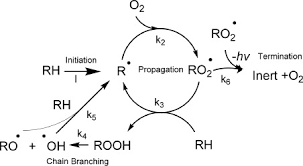 O2
RO2•
k2
-hv
Initiation
Termination
RH
I
R•
Propagation
RO2•
k6
Inert +O2
RH
k5
k3
k4
RO• + •OH
ROOH
RH
Chain Branching